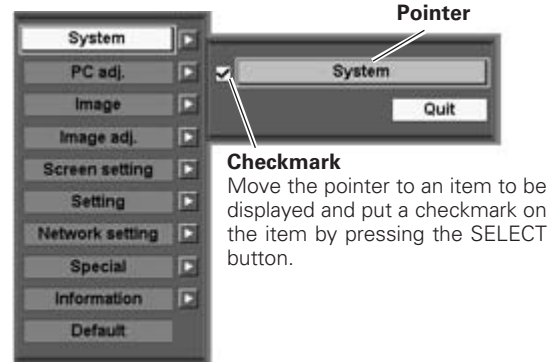 Pointer
System
PC adj.
Image
Image adj.
Screen setting
Setting
Network setting
Special
Information
Default
System
Quit
Checkmark
Move the pointer to an item to be
displayed and put a checkmark on
the item by pressing the SELECT
button.